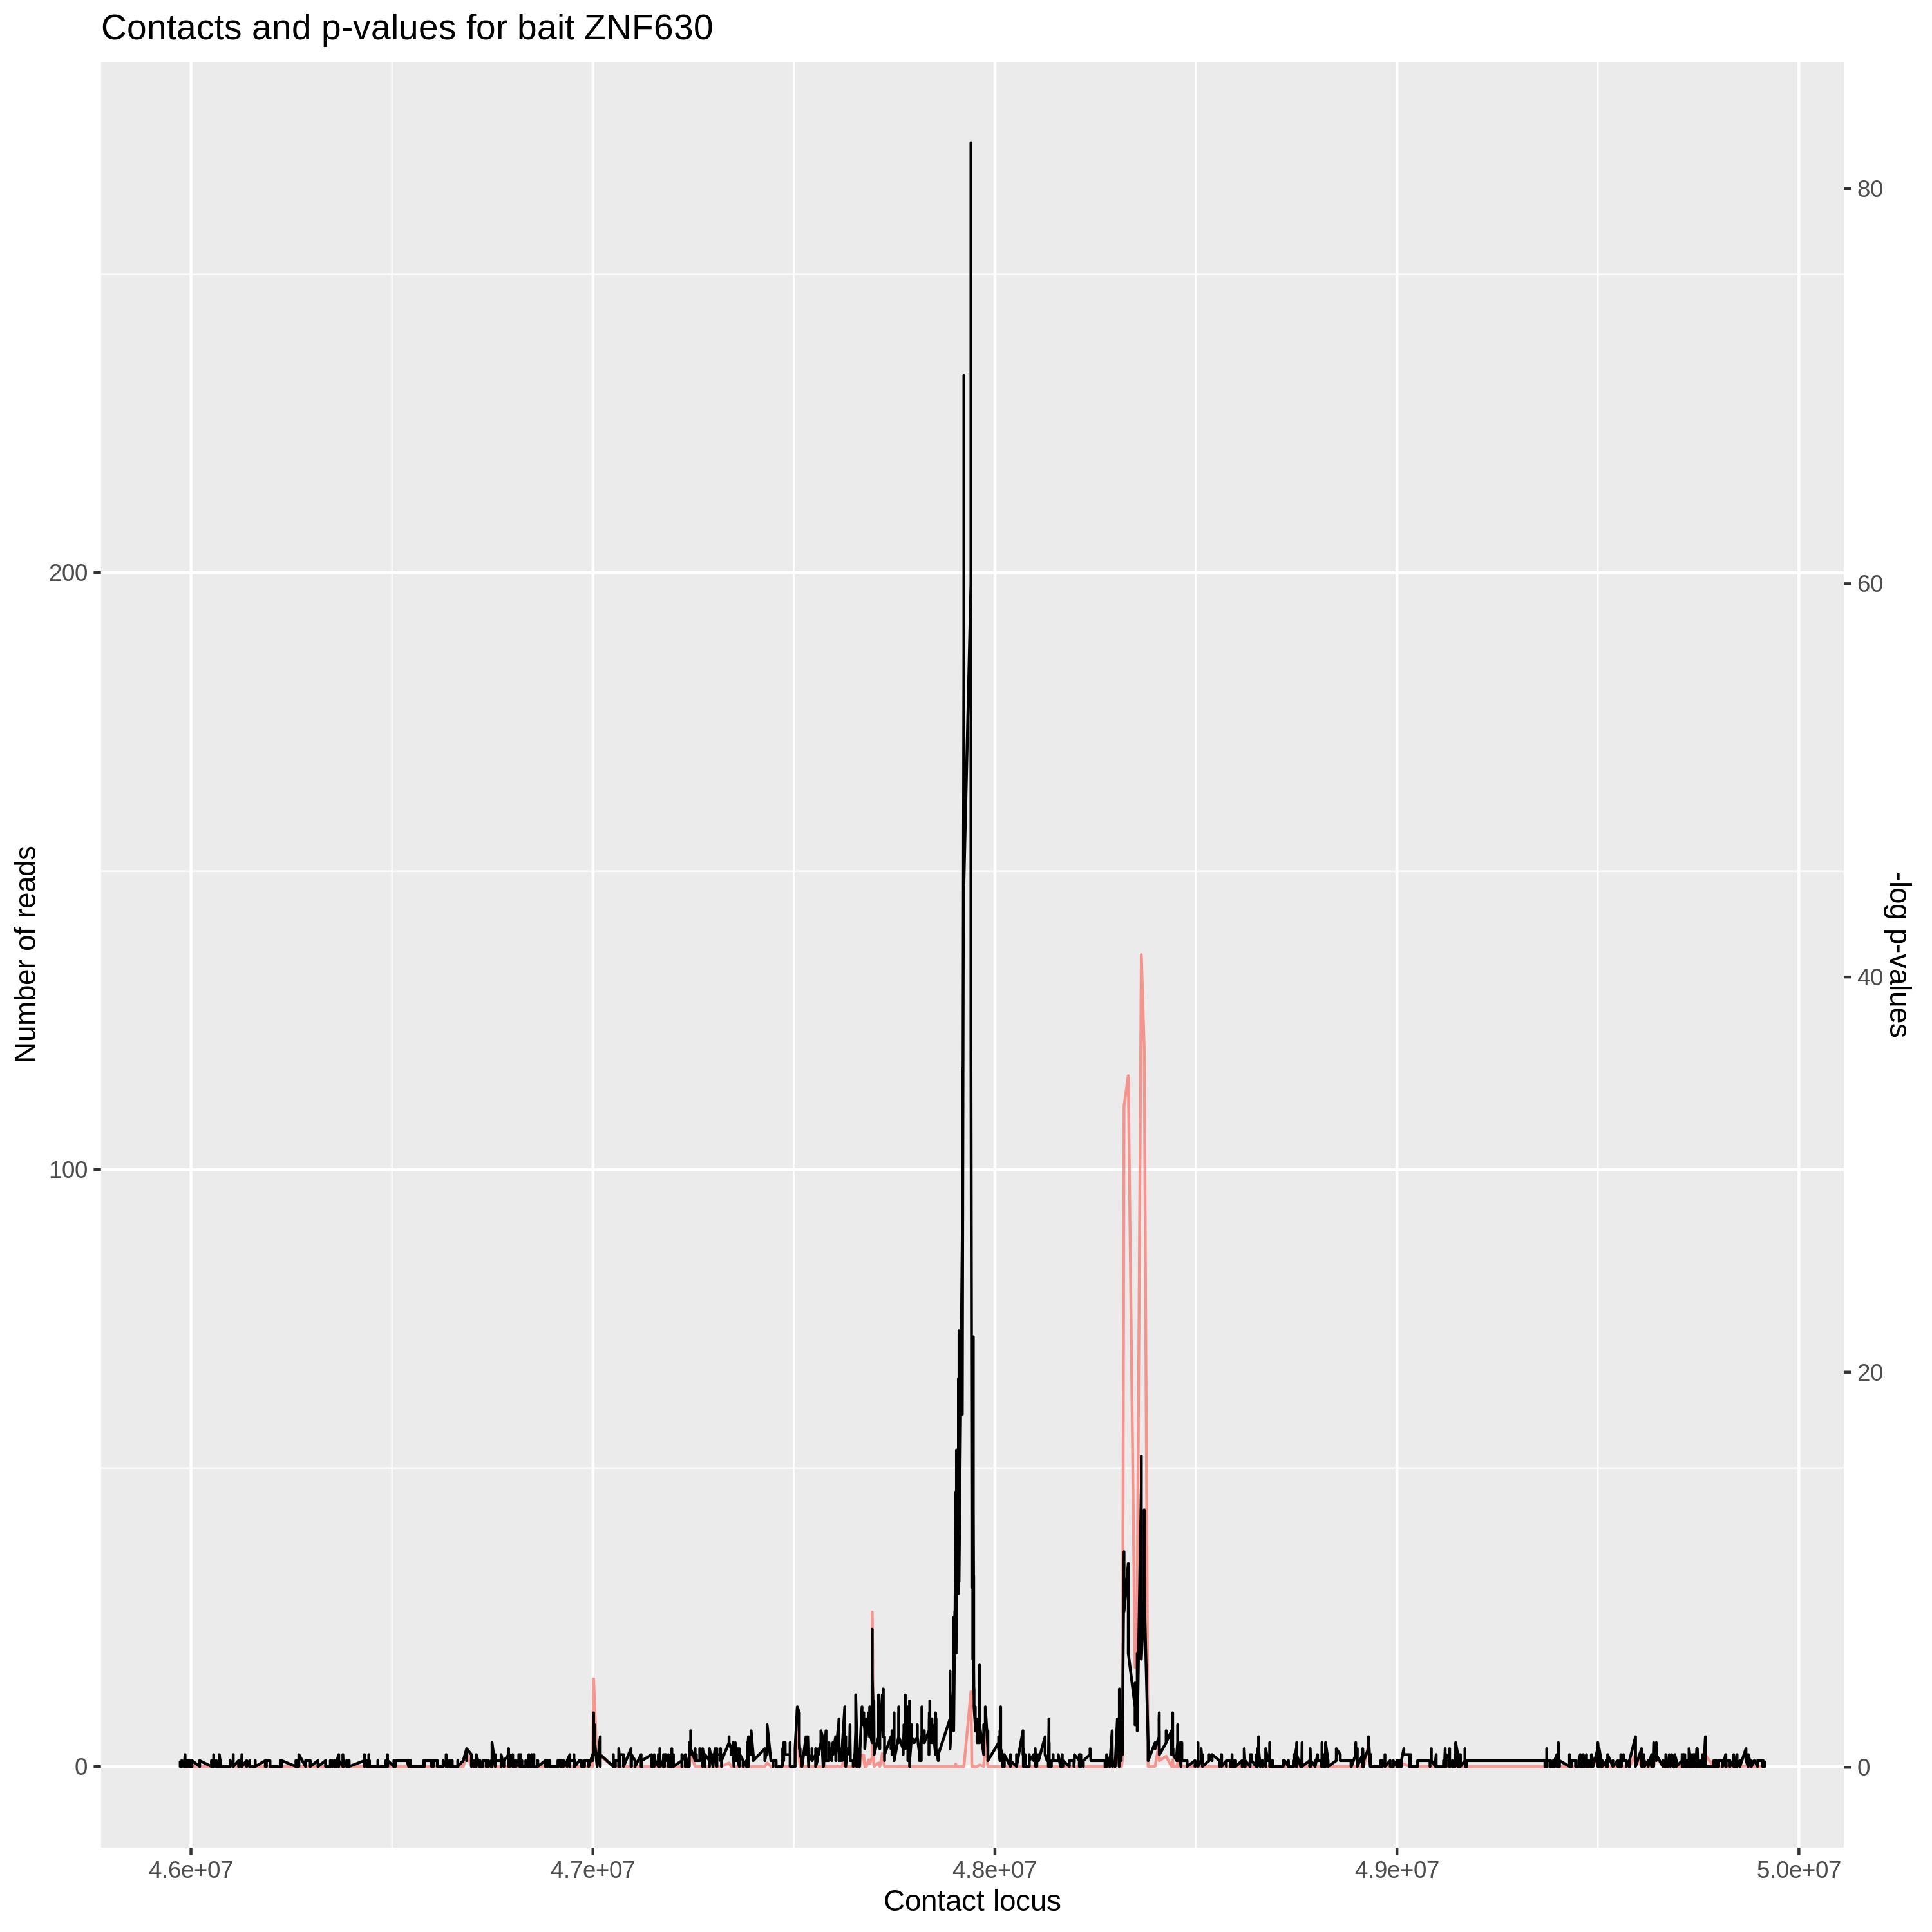 Contacts and p-values for bait ZNF630
Number of reads
200
100
0
80
60
40
20
0
-log p-values
4.6e+07 4.7e+07 4.8e+07 4.9e+07 5.0e+07
Contact locus